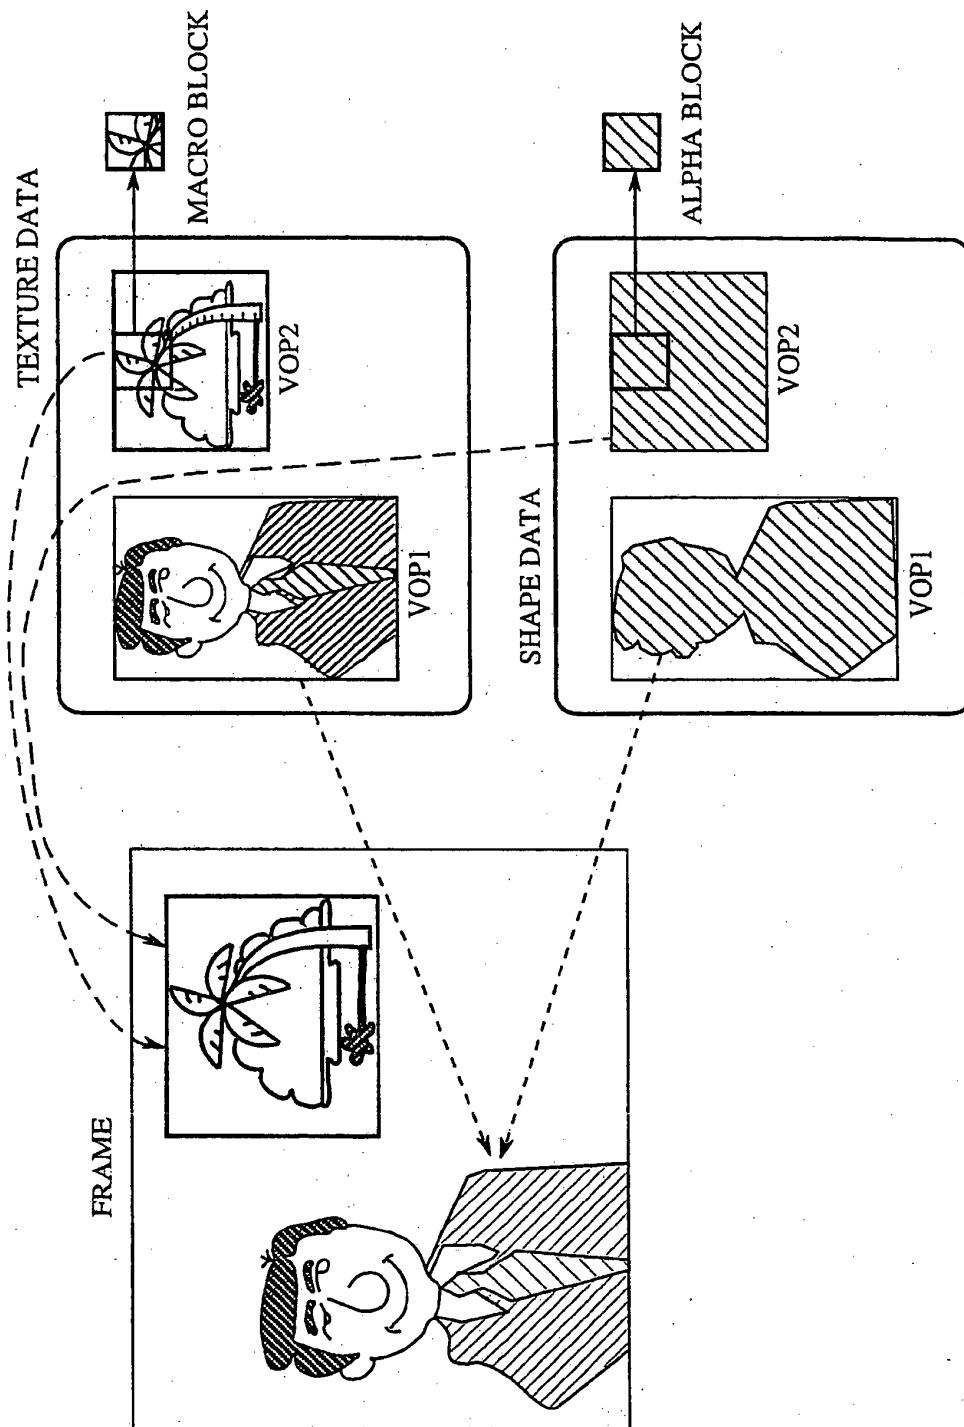 FRAME
TEXTURE DATA
VOP1
VOP2
MACRO BLOCK
SHAPE DATA
VOP1
VOP2
ALPHA BLOCK